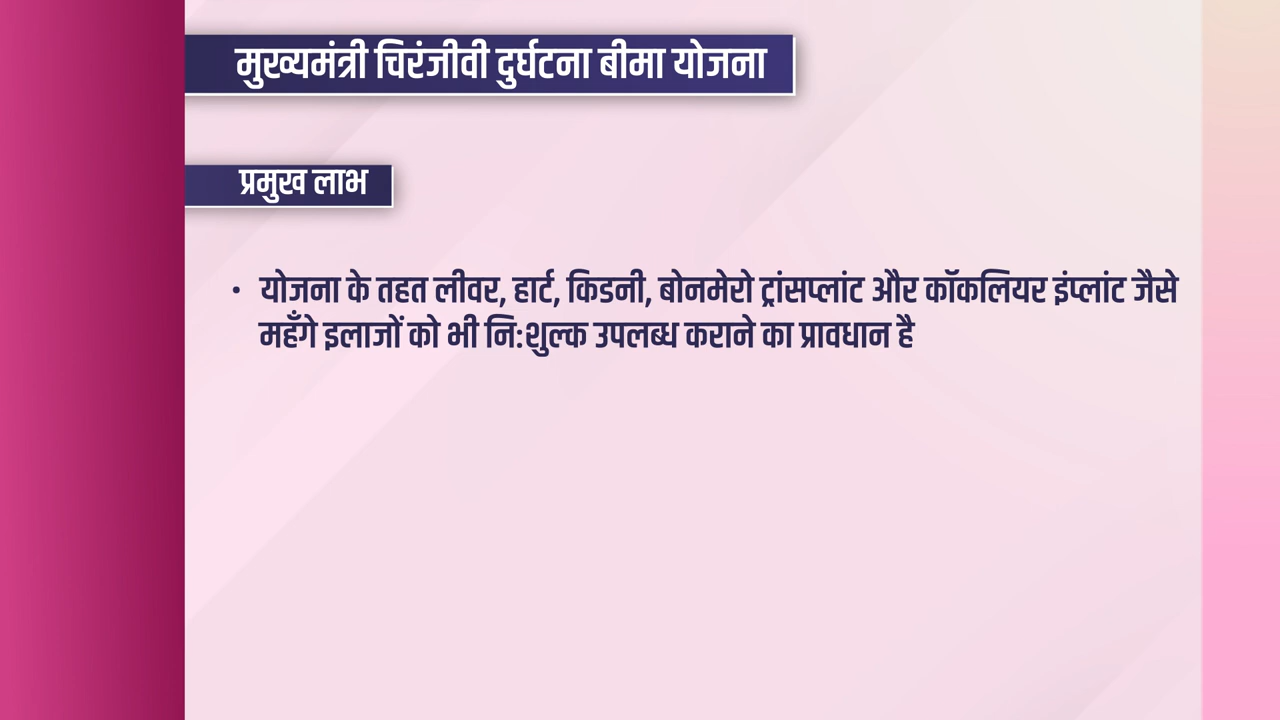 मुख्यमंत्री चिरंजीवी दुर्घटना बीमा योजना
प्रमुख लाभ
• योजना के तहत लीवर, हार्ट, किडनी, बोनमेरो ट्रांसप्लांट और कॉकलियर इंप्लांट जैसे
महँगे इलाजों को भी नि:शुल्क उपलब्ध कराने का प्रावधान है